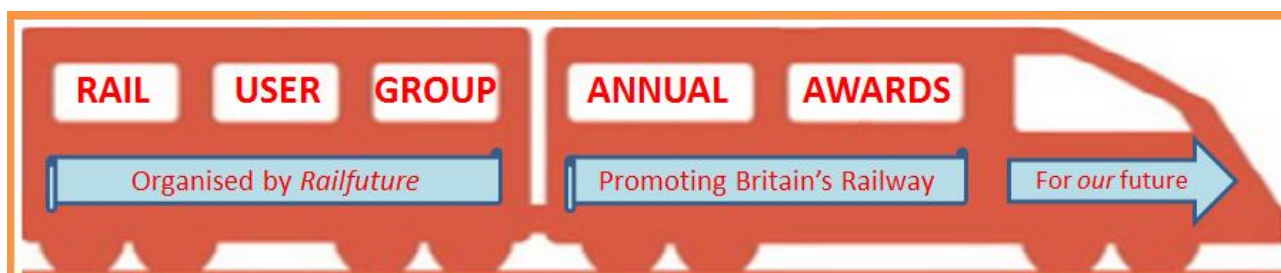 RAIL USER GROUP ANNUAL AWARDS
Organised by Railfuture Promoting Britain's Railway For our future